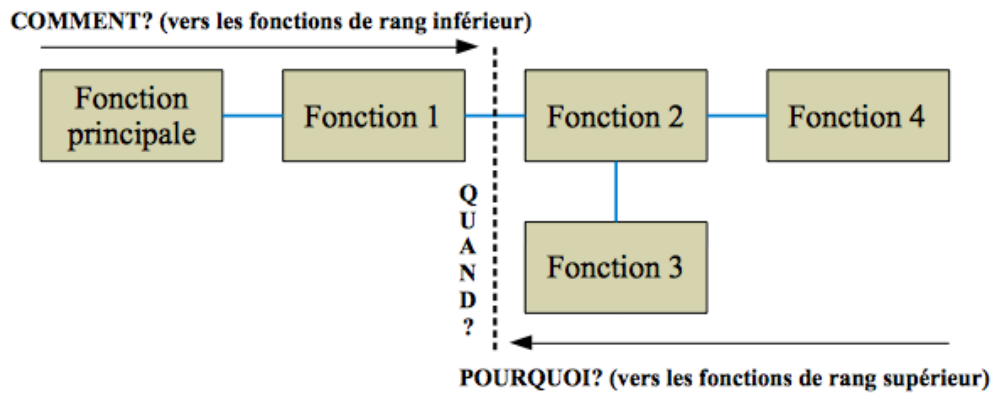 COMMENT? (vers les fonctions de rang inférieur)
Fonction
principale
Fonction 1
Fonction 2
Fonction 4
Q
U
A
N
D
?
Fonction 3
POURQUOI? (vers les fonctions de rang supérieur)